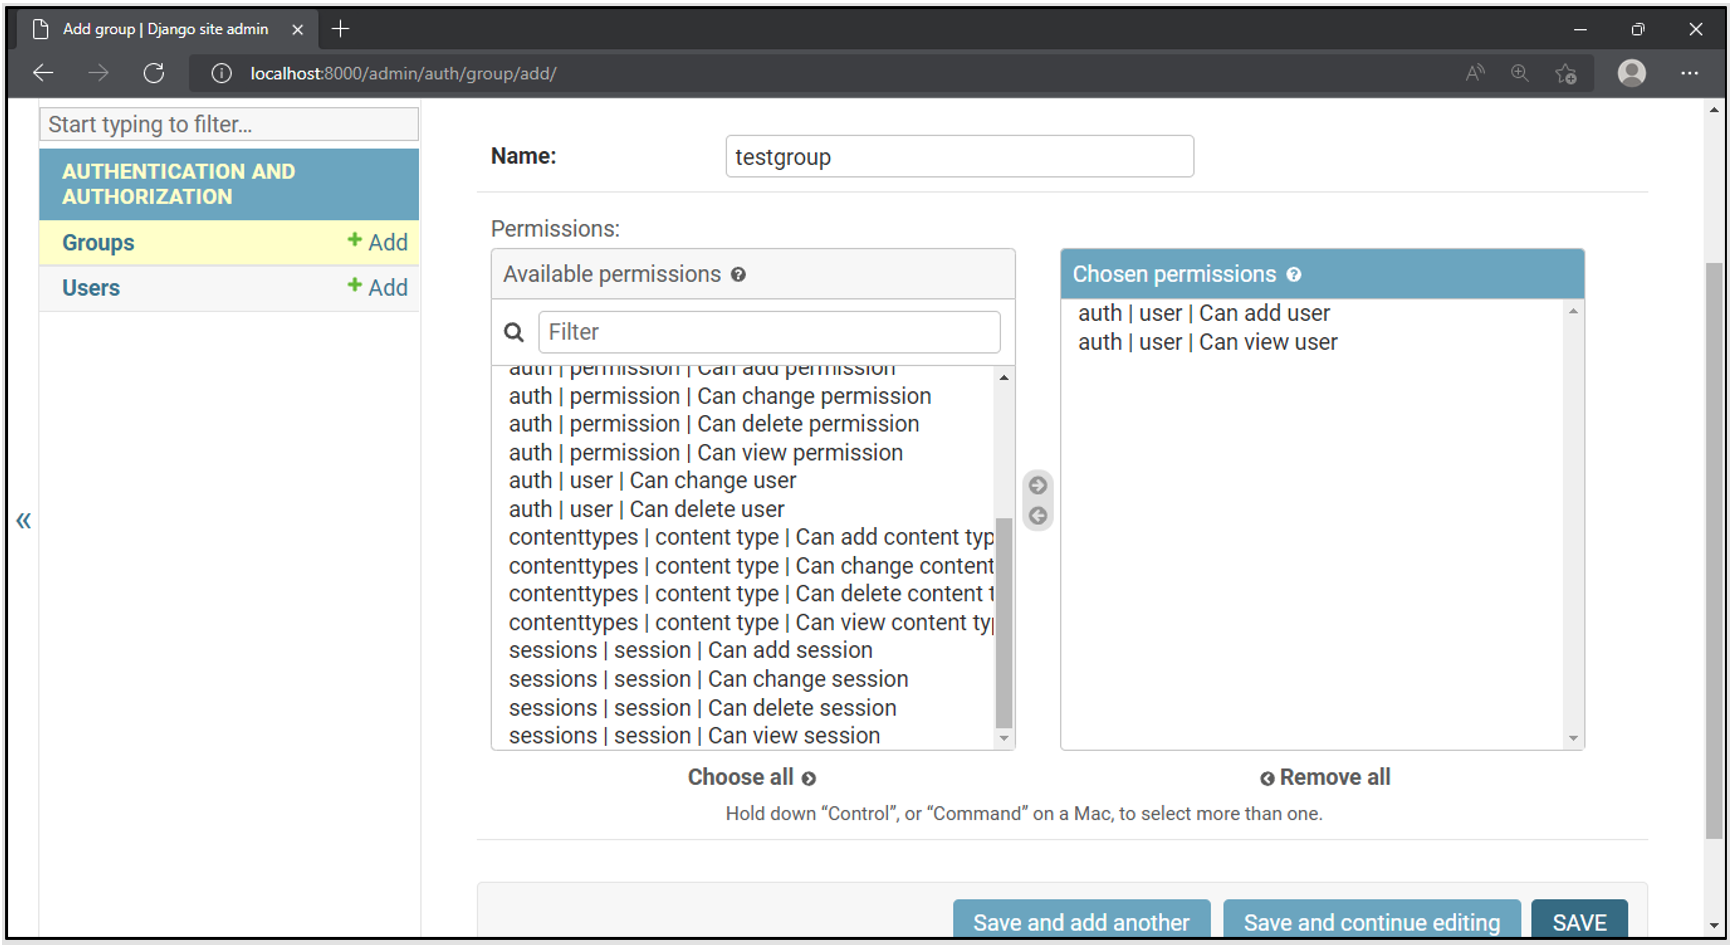 Add group | Django site admin
localhost:8000/admin/auth/group/add/
Start typing to filter...
AUTHENTICATION AND
AUTHORIZATION
Groups + Add
Users + Add
Name: testgroup
Permissions:
Available permissions
Filter
auth | permission | Can add permission
auth | permission | Can change permission
auth | permission | Can delete permission
auth | permission | Can view permission
auth | user | Can change user
auth | user | Can delete user
contenttypes | content type | Can add content typ
contenttypes | content type | Can change content
contenttypes | content type | Can delete content t
contenttypes | content type | Can view content typ
sessions | session | Can add session
sessions | session | Can change session
sessions | session | Can delete session
sessions | session | Can view session
Choose all
Chosen permissions
auth | user | Can add user
auth | user | Can view user
Remove all
Hold down “Control”, or “Command” on a Mac, to select more than one.
Save and add another
Save and continue editing
SAVE